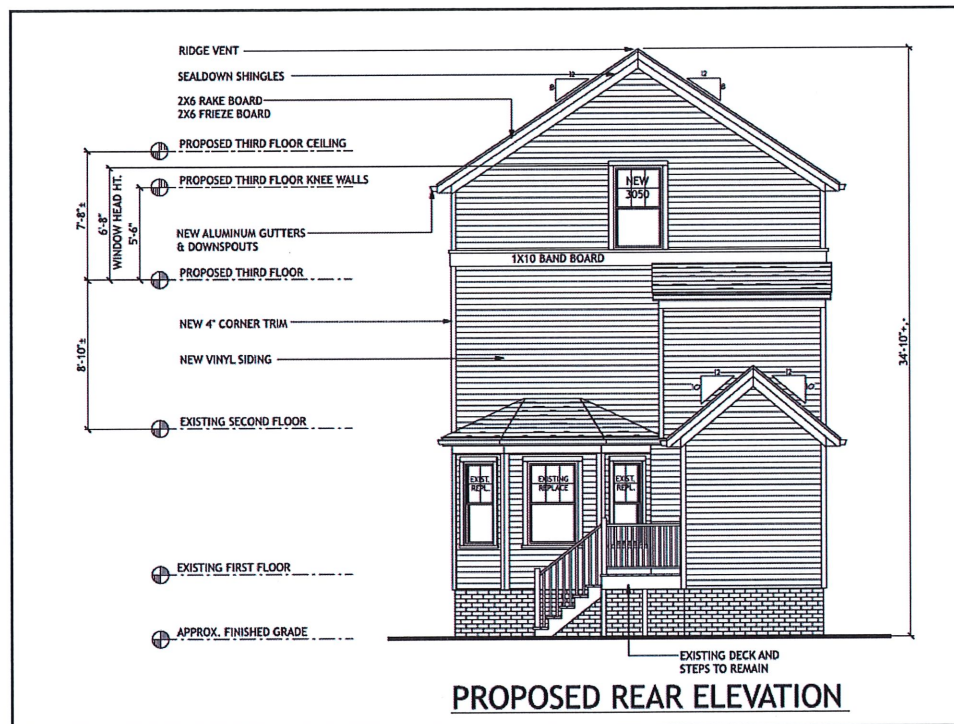 RIDGE VENT
SEALDOWN SHINGLES
2X6 RAKE BOARD
2X6 FRIEZE BOARD
PROPOSED THIRD FLOOR CEILING
PROPOSED THIRD FLOOR KNEE WALLS
NEW ALUMINUM GUTTERS
& DOWNSPOUTS
PROPOSED THIRD FLOOR
NEW 4" CORNER TRIM
NEW VINYL SIDING
EXISTING SECOND FLOOR
EXISTING FIRST FLOOR
APPROX. FINISHED GRADE
7'-8"±
6'-8"
WINDOW HEAD HT.
5'-6"
8'-10"±
12
12
8
NEW
3050
1X10 BAND BOARD
12
12
EXIST.
REPL.
EXISTING
REPLACE
EXIST.
REPL.
34'-10"+,-
EXISTING DECK AND
STEPS TO REMAIN
PROPOSED REAR ELEVATION